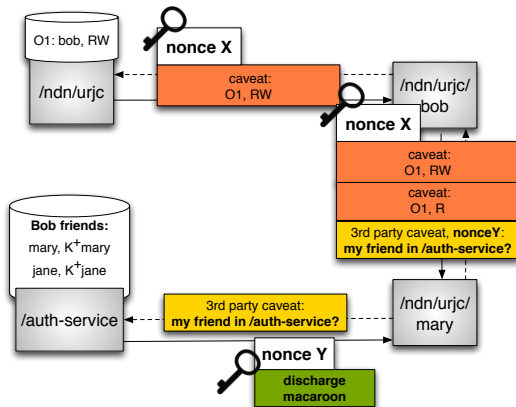 O1: bob, RW
/ndn/urjc
nonce X
caveat:
O1, RW
/ndn/urjc/
bob
nonce X
caveat:
O1, RW
caveat:
O1, R
3rd party caveat, nonceY:
my friend in /auth-service?
Bob friends:
mary, K+mary
jane, K+jane
/auth-service
3rd party caveat:
my friend in /auth-service?
/ndn/urjc/
mary
nonce Y
discharge
macaroon